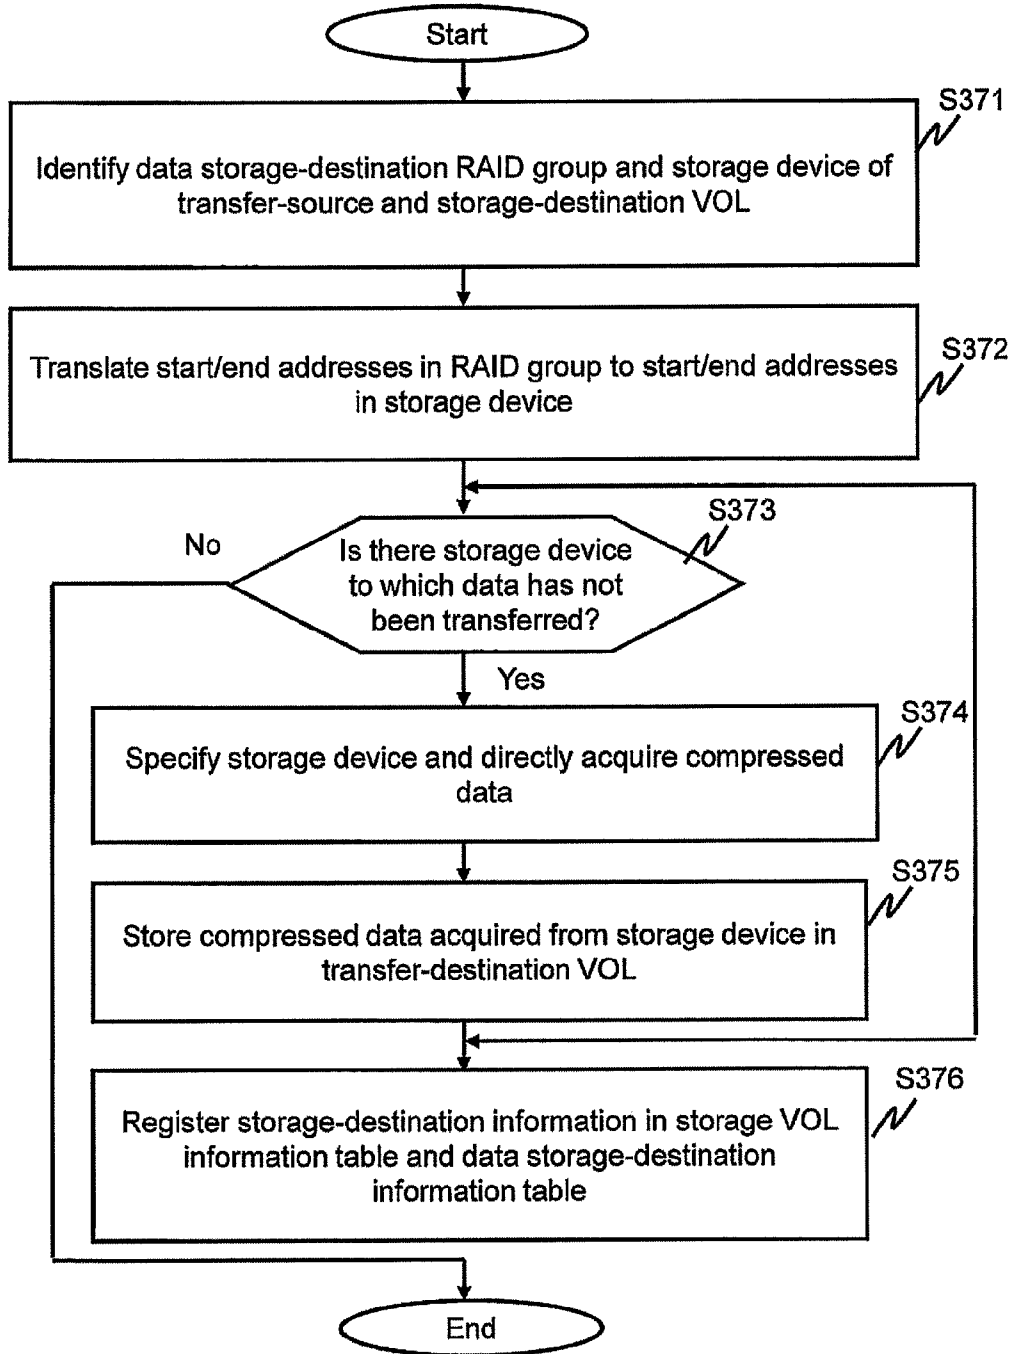 Start
S371
Identify data storage-destination RAID group and storage device of
transfer-source and storage-destination VOL
S372
Translate start/end addresses in RAID group to start/end addresses
in storage device
S373
No
Is there storage device
to which data has not
been transferred?
Yes
S374
Specify storage device and directly acquire compressed
data
S375
Store compressed data acquired from storage device in
transfer-destination VOL
S376
Register storage-destination information in storage VOL
information table and data storage-destination
information table
End